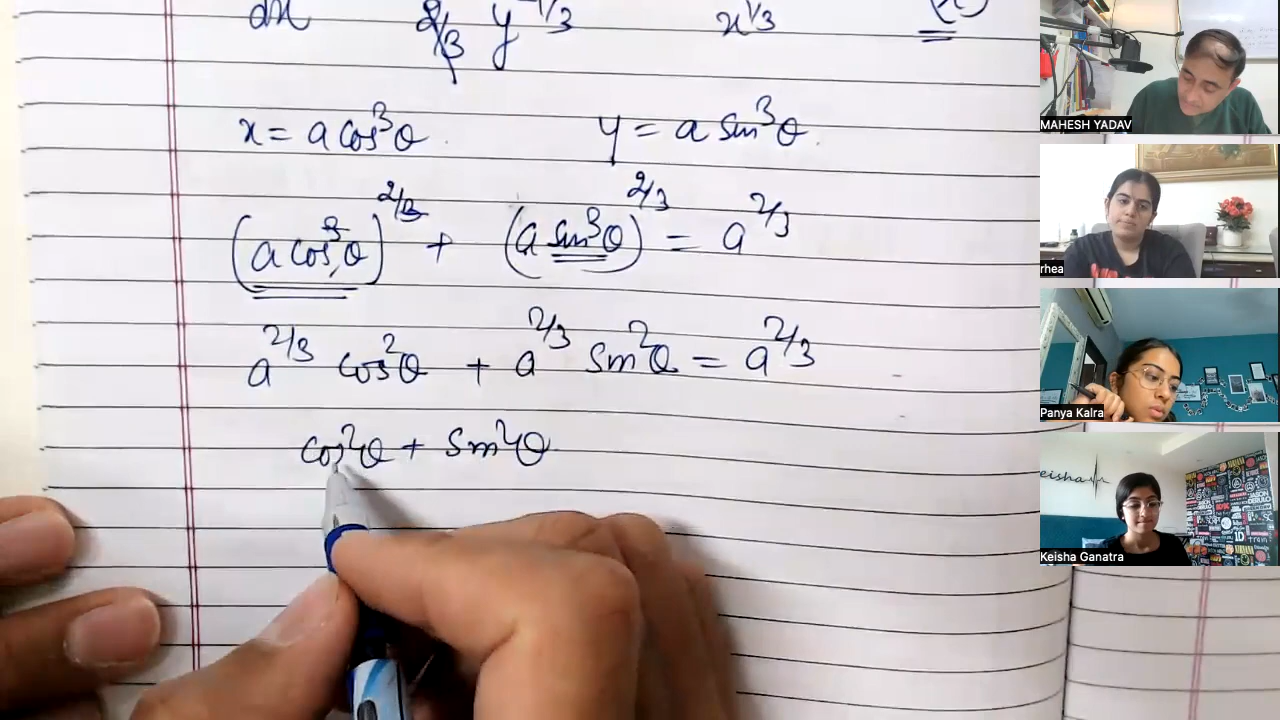 dx 2/3 y^-1/3 x^1/3
x = a cos³θ y = a sin³θ.
(a cos³θ)^2/3 + (a sin³θ)^2/3 = a^2/3
a^2/3 cos²θ + a^2/3 sin²θ = a^2/3
cos²θ + sin²θ
MAHESH YADAV
rhea
Panya Kalra
eisha
Keisha Ganatra